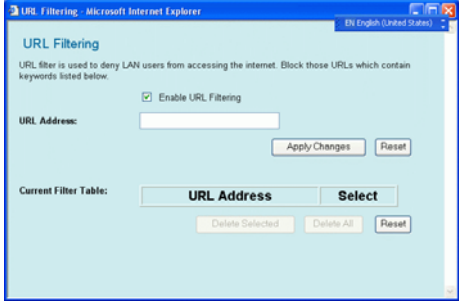 URL Filtering - Microsoft Internet Explorer
EN English (United States)
URL Filtering
URL filter is used to deny LAN users from accessing the internet. Block those URLs which contain
keywords listed below.
Enable URL Filtering
URL Address:
Apply Changes Reset
Current Filter Table: URL Address Select
Delete Selected Delete All Reset